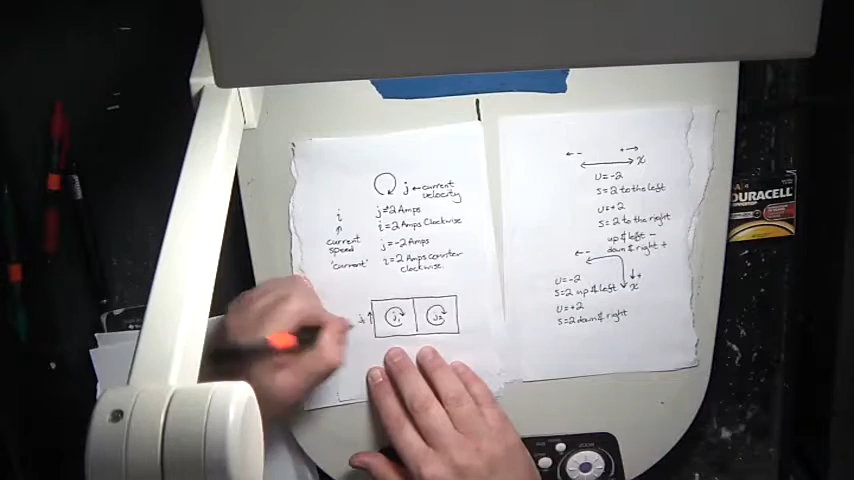 j ← current
velocity
j = 2 Amps
i = 2 Amps Clockwise
j = -2 Amps
i = 2 Amps counter
clockwise.
i
↑
current
speed
"current"
j₁ ↑
j₁
j₂
← - + →
x
u = -2
s = 2 to the left
u = +2
s = 2 to the right
up & left -
down & right +
← -
↓ +
x
u = -2
s = 2 up & left
u = +2
s = 2 down & right
DURACELL